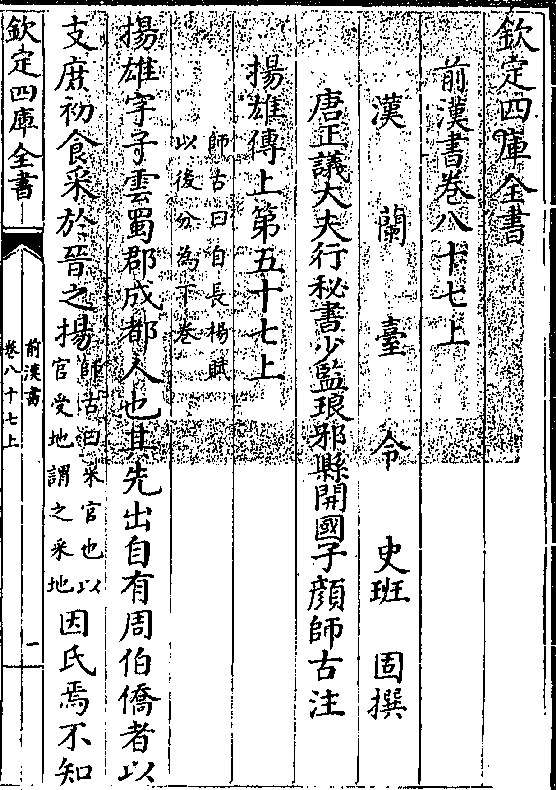 欽定四庫全書
前漢書卷八十七上
漢蘭臺令史班固撰
唐正議大夫行秘書少監琅邪縣開國子顏師古注
揚雄傳上第五十七上
師古曰自長楊賦
以後分為下卷
揚雄字子雲蜀郡成都人也其先出自有周伯僑者以
支庶初食采於晉之揚
師古曰采官也以
官受地謂之采地
因氏焉不知
欽定四庫全書
前漢書
卷八十七上
一